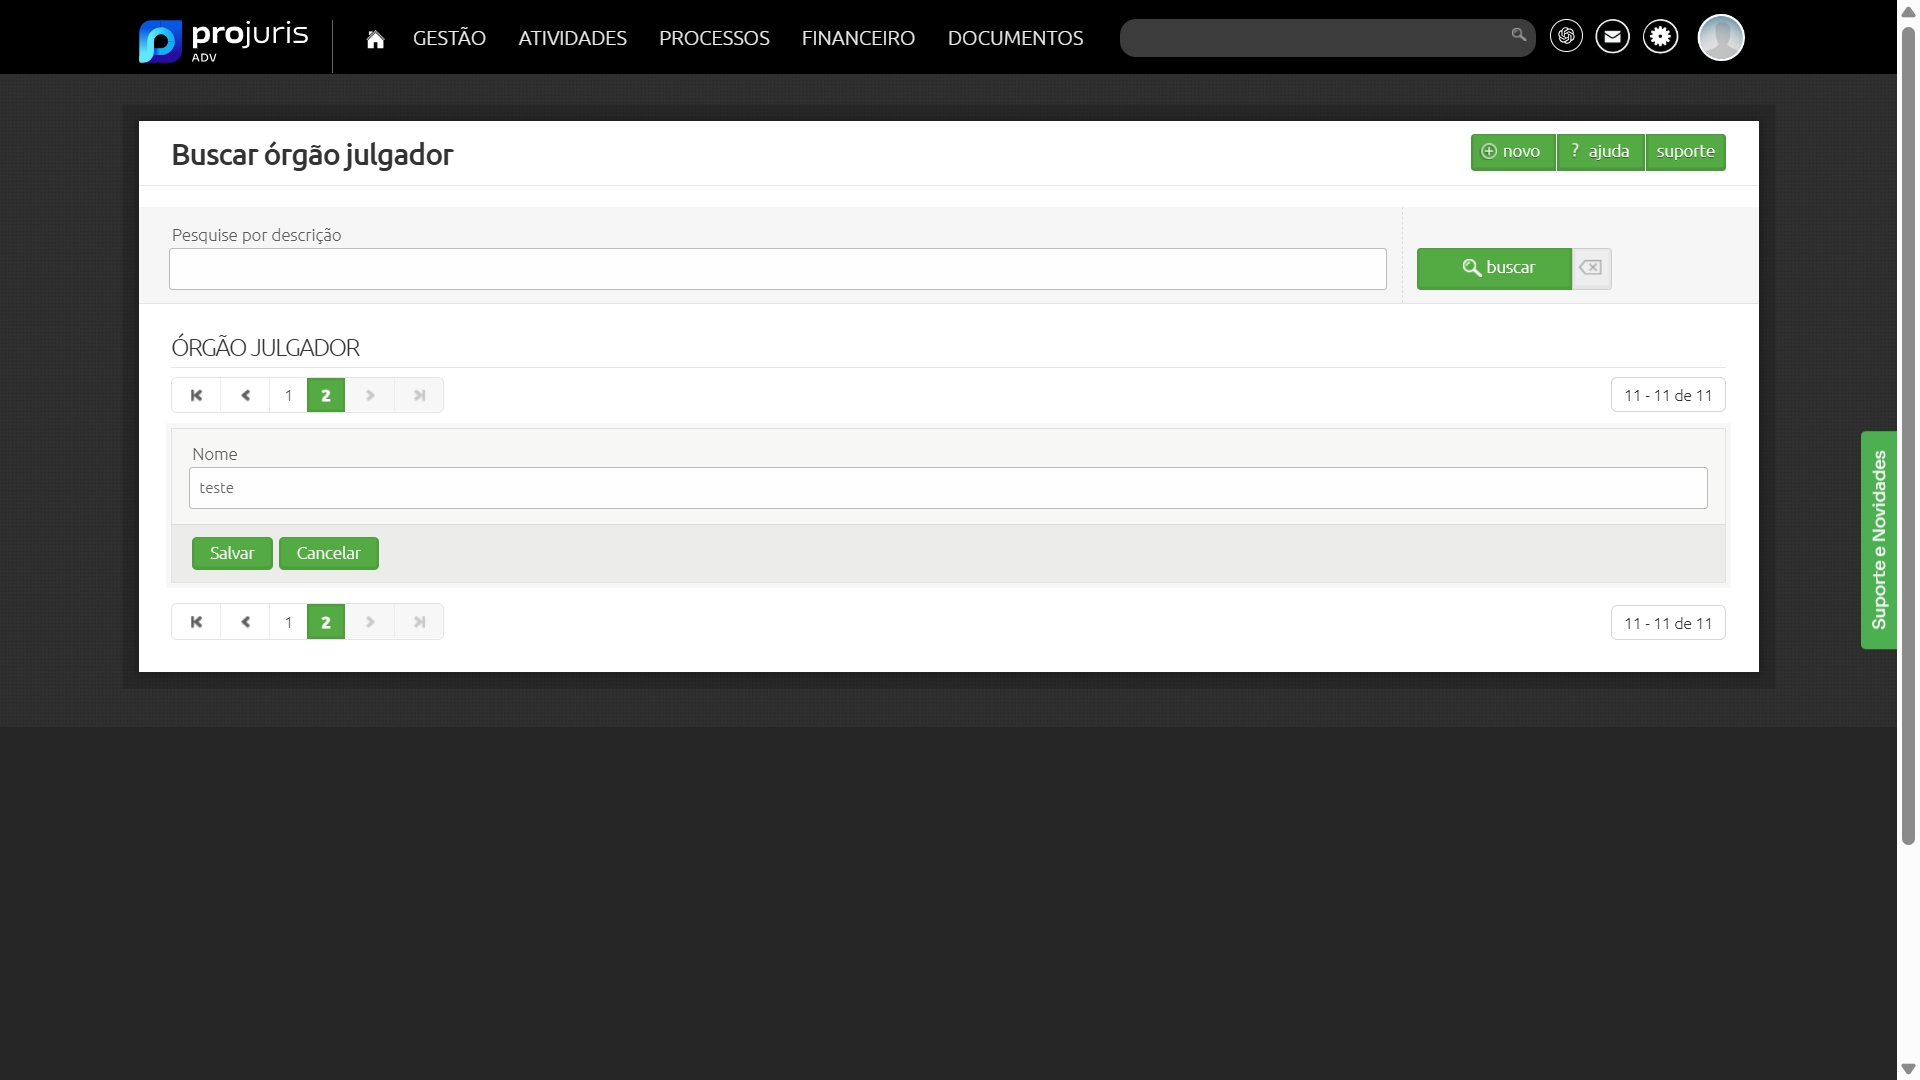 projuris
ADV
GESTÃO
ATIVIDADES
PROCESSOS
FINANCEIRO
DOCUMENTOS
Buscar órgão julgador
novo
? ajuda
suporte
Pesquise por descrição
buscar
ÓRGÃO JULGADOR
1 2
11 - 11 de 11
Nome
teste
Salvar
Cancelar
1 2
11 - 11 de 11
Suporte e Novidades